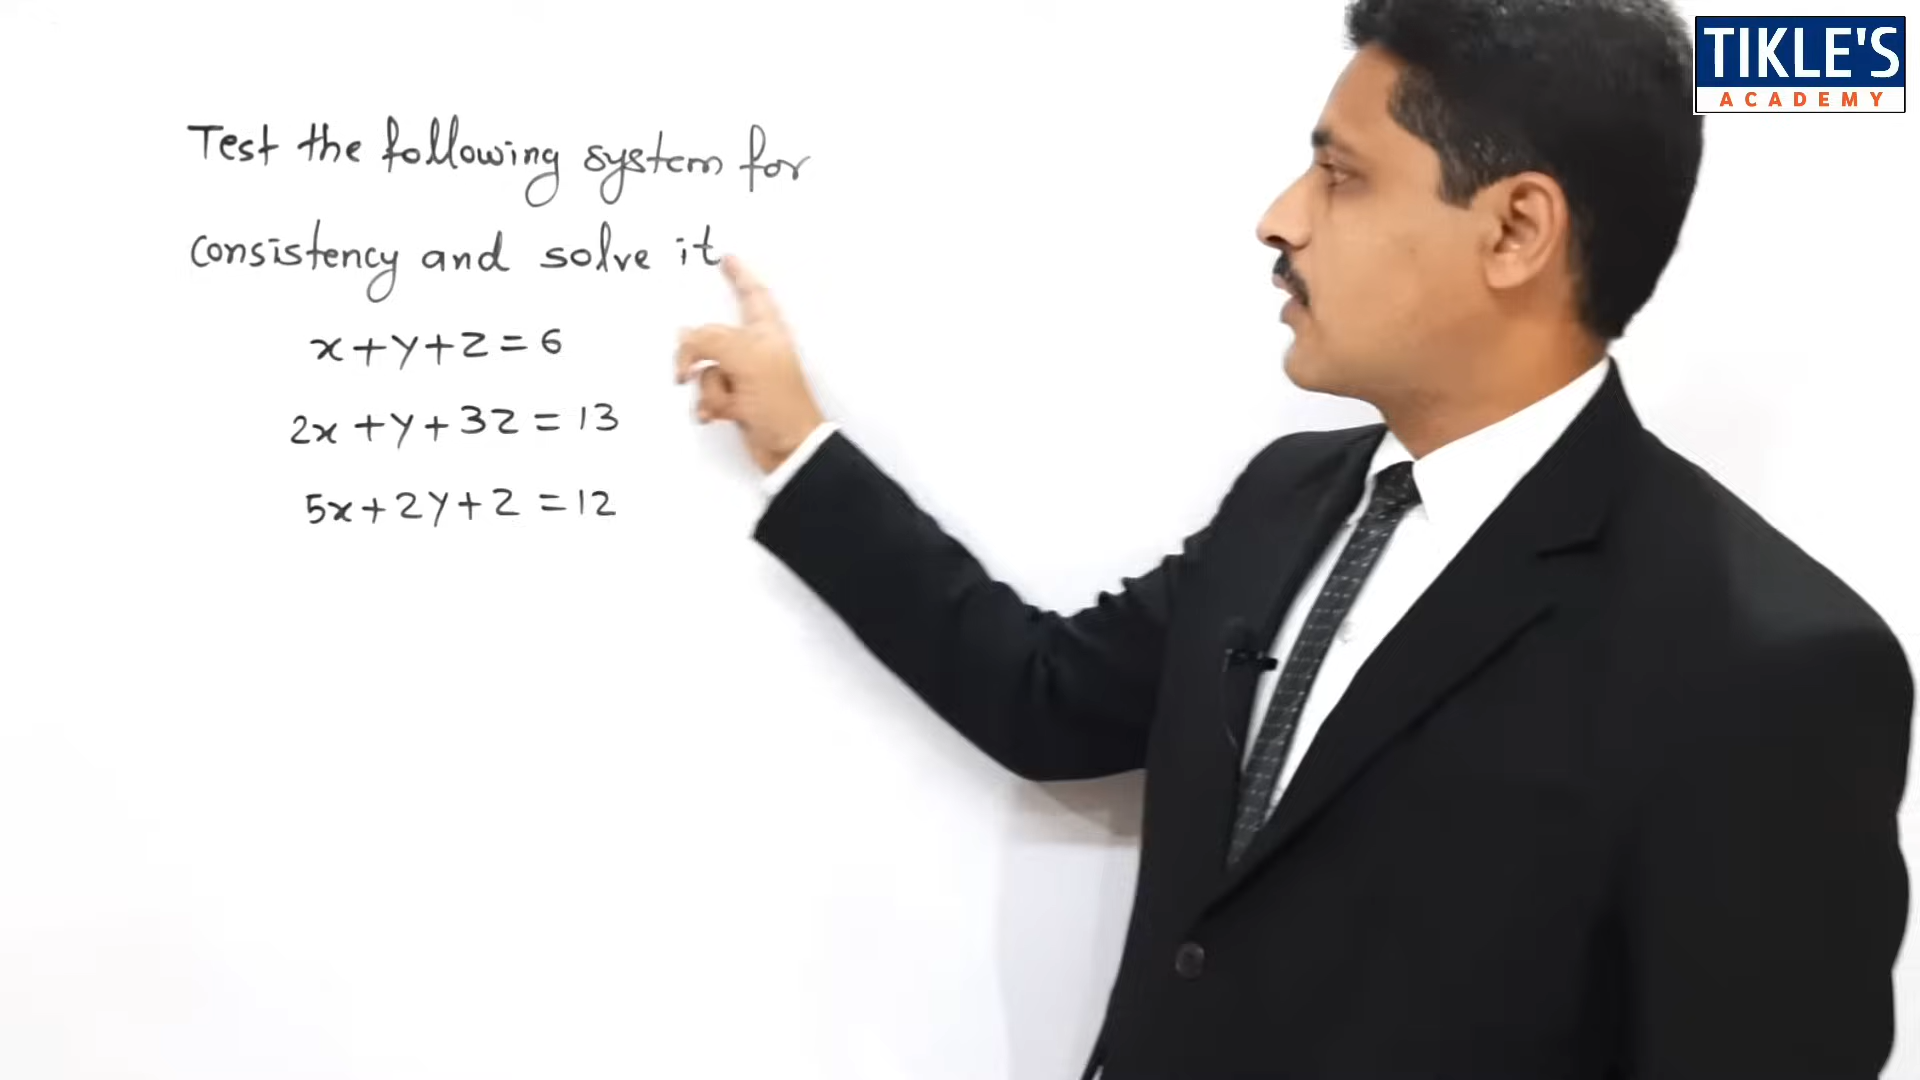 TIKLE'S
ACADEMY
Test the following system for
consistency and solve it
x+y+z=6
2x+y+3z=13
5x+2y+z=12